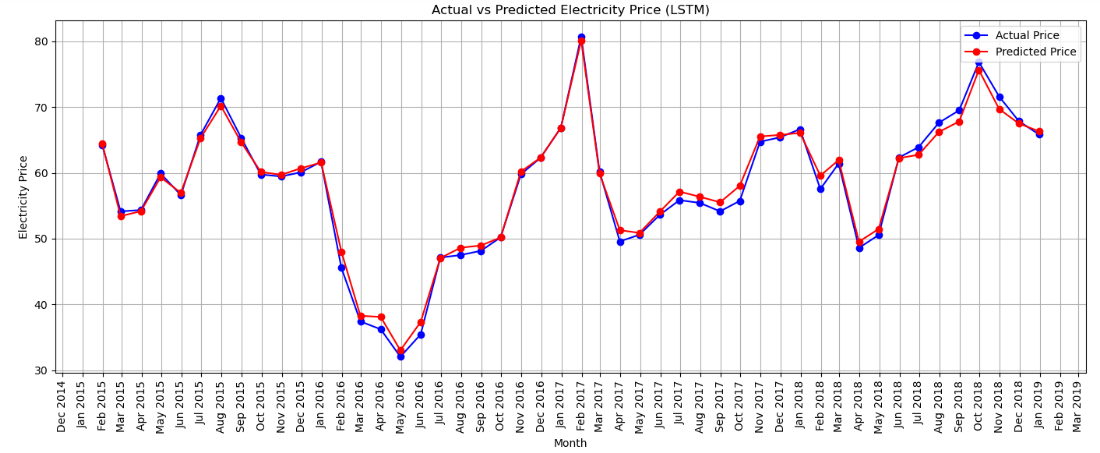 Actual vs Predicted Electricity Price (LSTM)
Actual Price
Predicted Price
Electricity Price
80
70
60
50
40
30
Dec 2014
Jan 2015
Feb 2015
Mar 2015
Apr 2015
May 2015
Jun 2015
Jul 2015
Aug 2015
Sep 2015
Oct 2015
Nov 2015
Dec 2015
Jan 2016
Feb 2016
Mar 2016
Apr 2016
May 2016
Jun 2016
Jul 2016
Aug 2016
Sep 2016
Oct 2016
Nov 2016
Dec 2016
Jan 2017
Feb 2017
Mar 2017
Apr 2017
May 2017
Jun 2017
Jul 2017
Aug 2017
Sep 2017
Oct 2017
Nov 2017
Dec 2017
Jan 2018
Feb 2018
Mar 2018
Apr 2018
May 2018
Jun 2018
Jul 2018
Aug 2018
Sep 2018
Oct 2018
Nov 2018
Dec 2018
Jan 2019
Feb 2019
Mar 2019
Month